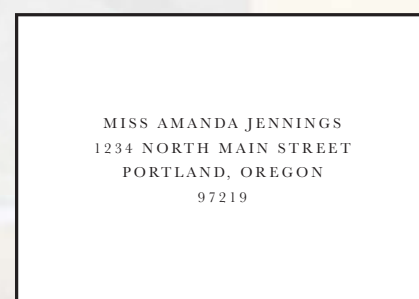 MISS AMANDA JENNINGS
1234 NORTH MAIN STREET
PORTLAND, OREGON
97219